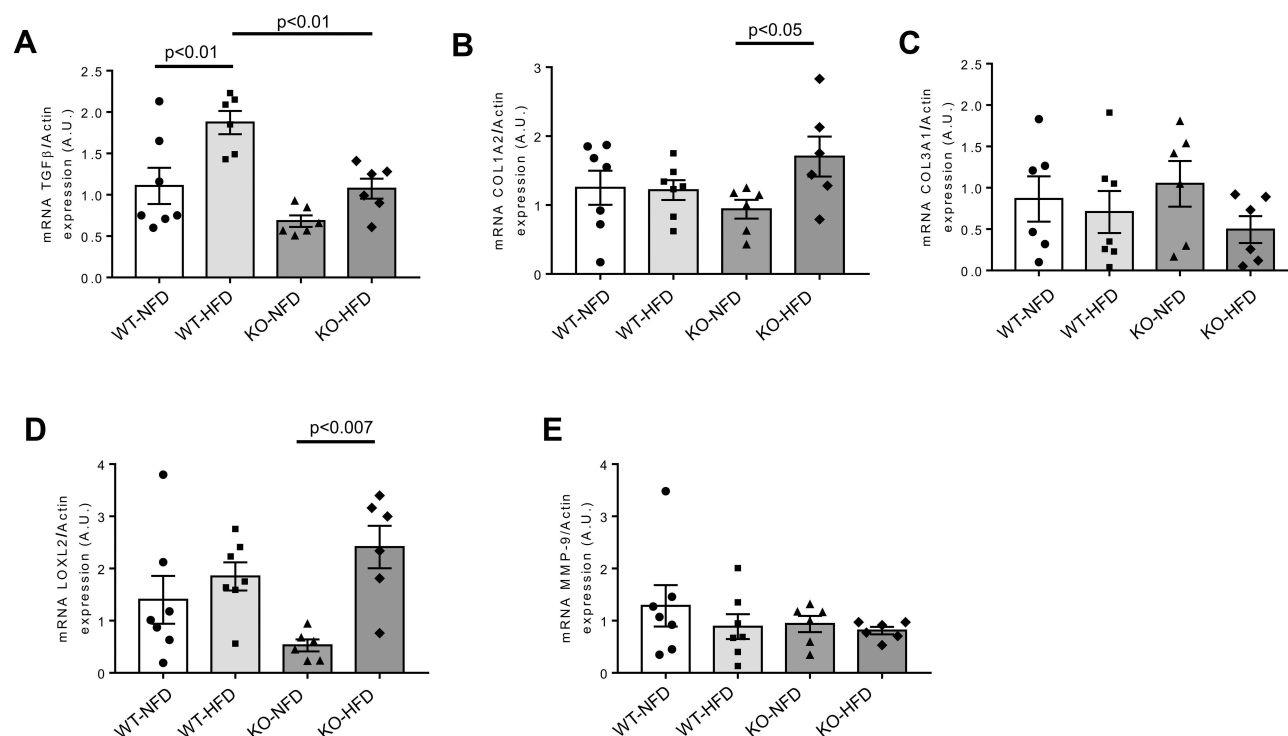 A
p<0.01
p<0.01
mRNA TGFβ/Actin
expression (A.U.)
2.5
2.0
1.5
1.0
0.5
0.0
WT-NFD
WT-HFD
KO-NFD
KO-HFD
B
p<0.05
mRNA COL1A2/Actin
expression (A.U.)
3
2
1
0
WT-NFD
WT-HFD
KO-NFD
KO-HFD
C
mRNA COL3A1/Actin
expression (A.U.)
2.5
2.0
1.5
1.0
0.5
0.0
WT-NFD
WT-HFD
KO-NFD
KO-HFD
D
p<0.007
mRNA LOXL2/Actin
expression (A.U.)
4
3
2
1
0
WT-NFD
WT-HFD
KO-NFD
KO-HFD
E
mRNA MMP-9/Actin
expression (A.U.)
4
3
2
1
0
WT-NFD
WT-HFD
KO-NFD
KO-HFD